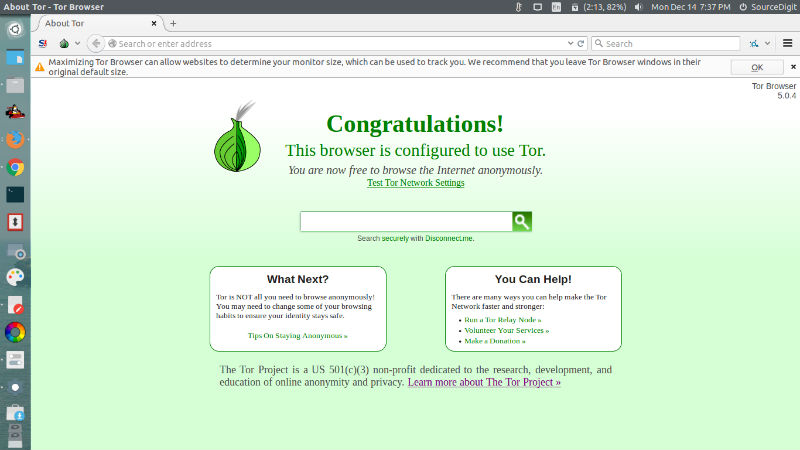 About Tor - Tor Browser
En
(2:13, 82%)
Mon Dec 14 7:37 PM
SourceDigit
About Tor
Search or enter address
Search
Maximizing Tor Browser can allow websites to determine your monitor size, which can be used to track you. We recommend that you leave Tor Browser windows in their
original default size.
OK
Tor Browser
5.0.4
Congratulations!
This browser is configured to use Tor.
You are now free to browse the Internet anonymously.
Test Tor Network Settings
Search securely with Disconnect.me.
What Next?
Tor is NOT all you need to browse anonymously!
You may need to change some of your browsing
habits to ensure your identity stays safe.
Tips On Staying Anonymous »
You Can Help!
There are many ways you can help make the Tor
Network faster and stronger:
• Run a Tor Relay Node »
• Volunteer Your Services »
• Make a Donation »
The Tor Project is a US 501(c)(3) non-profit dedicated to the research, development, and
education of online anonymity and privacy. Learn more about The Tor Project »